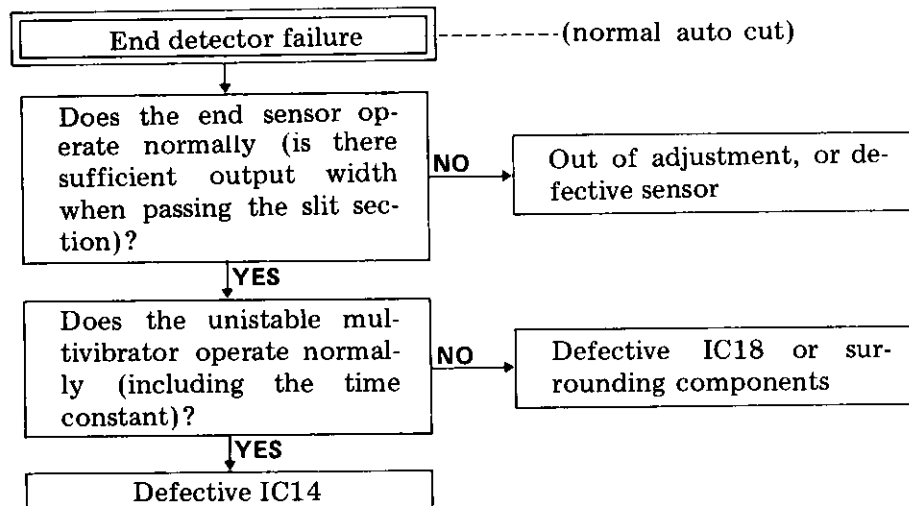 End detector failure
(normal auto cut)
Does the end sensor op-
erate normally (is there
sufficient output width
when passing the slit sec-
tion)?
NO
Out of adjustment, or de-
fective sensor
YES
Does the unistable mul-
tivibrator operate normal-
ly (including the time
constant)?
NO
Defective IC18 or sur-
rounding components
YES
Defective IC14